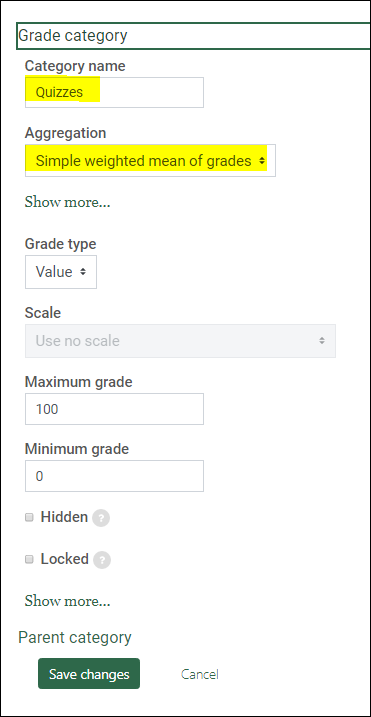 Grade category
Category name
Quizzes
Aggregation
Simple weighted mean of grades
Show more...
Grade type
Value
Scale
Use no scale
Maximum grade
100
Minimum grade
0
Hidden ?
Locked ?
Show more...
Parent category
Save changes Cancel